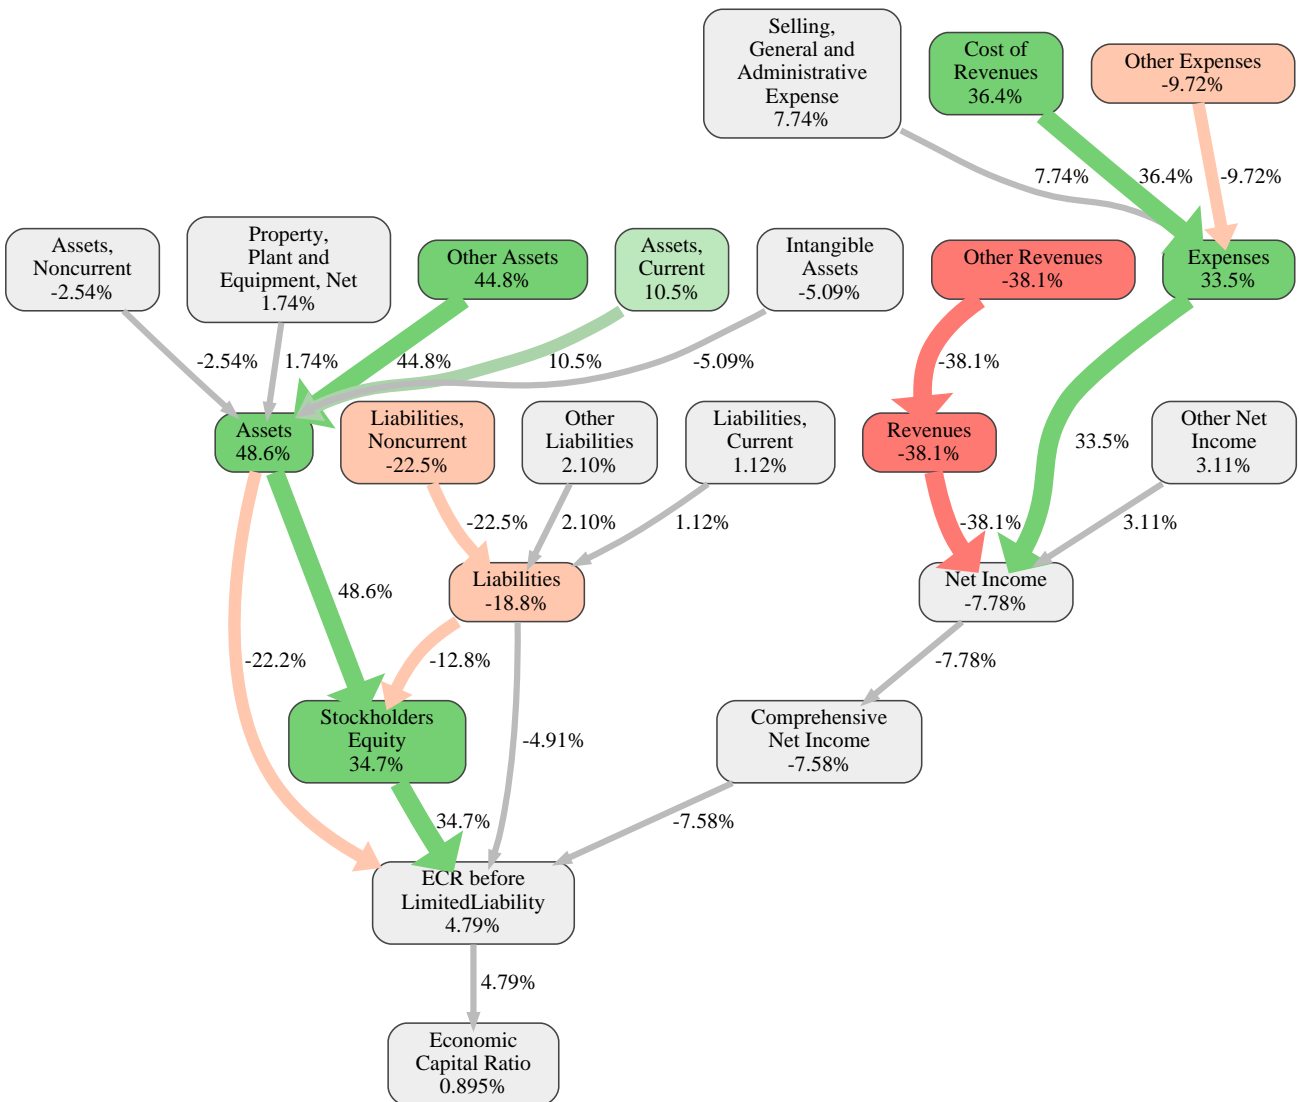 Selling,
General and
Administrative
Expense
7.74%
Cost of
Revenues
36.4%
Other Expenses
-9.72%
7.74%
36.4%
-9.72%
Assets,
Noncurrent
-2.54%
Property,
Plant and
Equipment, Net
1.74%
Other Assets
44.8%
Assets,
Current
10.5%
Intangible
Assets
-5.09%
Other Revenues
-38.1%
Expenses
33.5%
-2.54%
1.74%
44.8%
10.5%
-5.09%
-38.1%
33.5%
Assets
48.6%
Liabilities,
Noncurrent
-22.5%
Other
Liabilities
2.10%
Liabilities,
Current
1.12%
Revenues
-38.1%
Other Net
Income
3.11%
-22.5%
2.10%
1.12%
-38.1%
3.11%
48.6%
Liabilities
-18.8%
Net Income
-7.78%
-22.2%
-12.8%
-7.78%
Stockholders
Equity
34.7%
-4.91%
Comprehensive
Net Income
-7.58%
34.7%
-7.58%
ECR before
LimitedLiability
4.79%
4.79%
Economic
Capital Ratio
0.895%